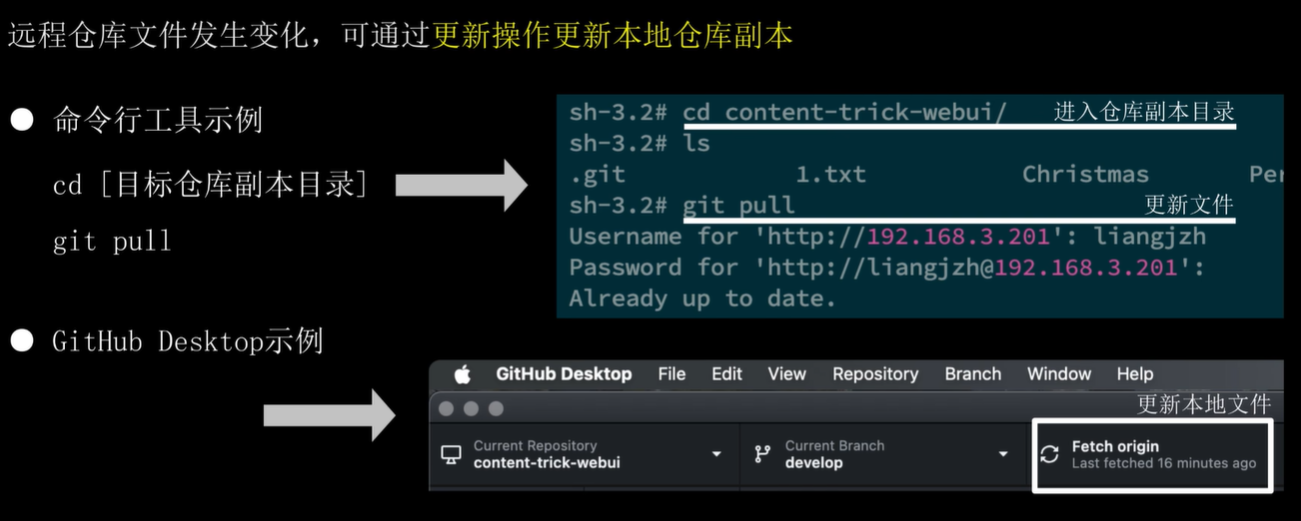 远程仓库文件发生变化，可通过更新操作更新本地仓库副本
● 命令行工具示例
cd [目标仓库副本目录]
git pull
sh-3.2# cd content-trick-webui/ 进入仓库副本目录
sh-3.2# ls
.git 1.txt Christmas
sh-3.2# git pull 更新文件
Username for 'http://192.168.3.201': liangjzh
Password for 'http://liangjzh@192.168.3.201':
Already up to date.
● GitHub Desktop示例
GitHub Desktop File Edit View Repository Branch Window Help
更新本地文件
Current Repository
content-trick-webui
Current Branch
develop
Fetch origin
Last fetched 16 minutes ago